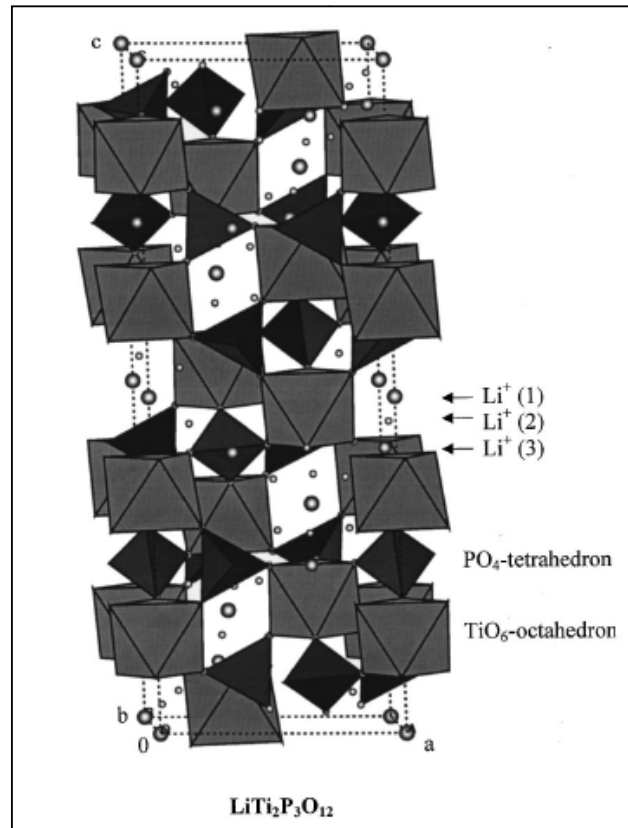 c
Li⁺ (1)
Li⁺ (2)
Li⁺ (3)
PO₄-tetrahedron
TiO₆-octahedron
b
0
a
LiTi₂P₃O₁₂